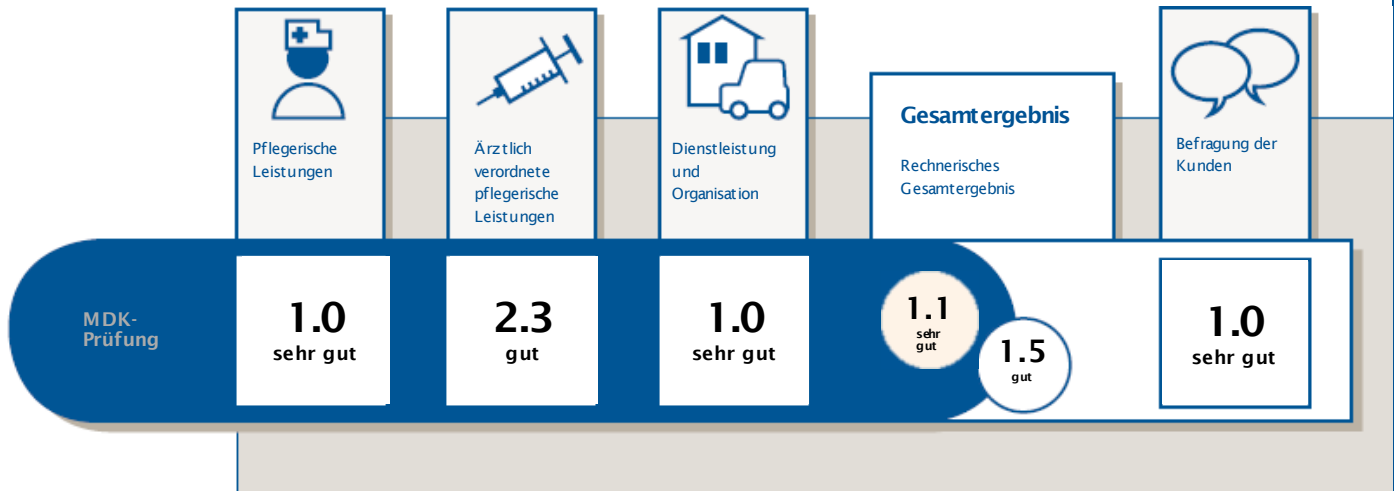 Pflegerische
Leistungen
Ärztlich
verordnete
pflegerische
Leistungen
Dienstleistung
und
Organisation
Gesamtergebnis
Rechnerisches
Gesamtergebnis
Befragung der
Kunden
MDK-
Prüfung
1.0
sehr gut
2.3
gut
1.0
sehr gut
1.1
sehr
gut
1.5
gut
1.0
sehr gut